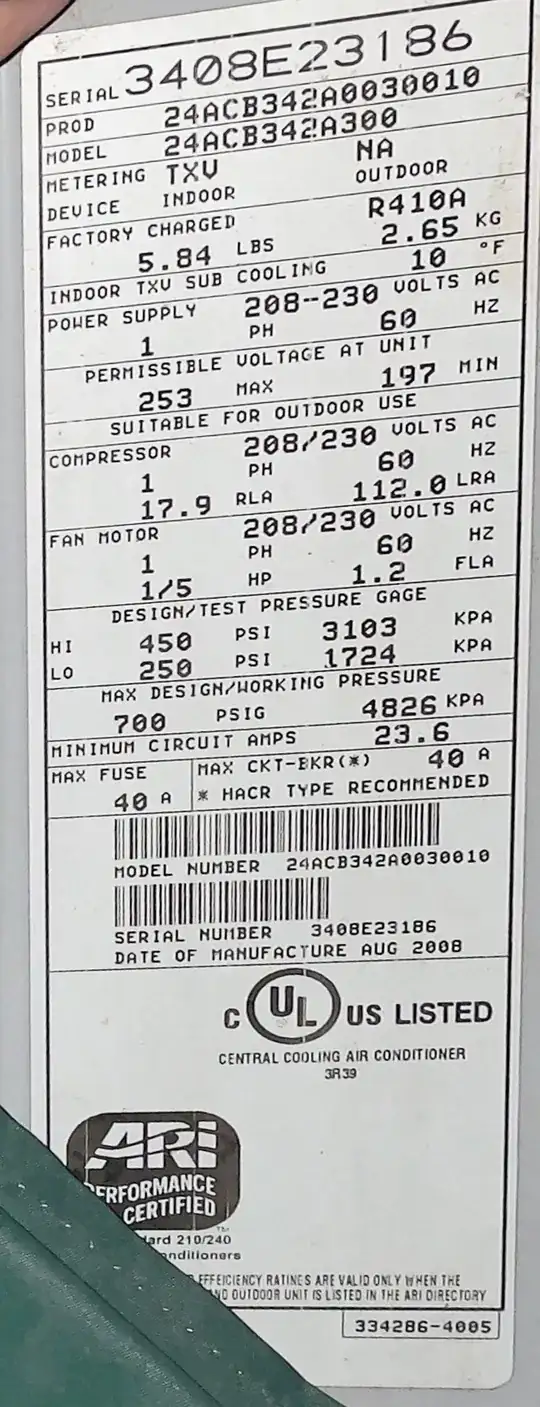 SERIAL 3408E23186
PROD 24ACB342A0030010
MODEL 24ACB342A300
METERING TXV NA
DEVICE INDOOR OUTDOOR
FACTORY CHARGED R410A
5.84 LBS 2.65 KG
INDOOR TXV SUB COOLING 10 °F
POWER SUPPLY 208-230 VOLTS AC
1 PH 60 HZ
PERMISSIBLE VOLTAGE AT UNIT
253 MAX 197 MIN
SUITABLE FOR OUTDOOR USE
COMPRESSOR 208/230 VOLTS AC
1 PH 60 HZ
17.9 RLA 112.0 LRA
FAN MOTOR 208/230 VOLTS AC
1 PH 60 HZ
1/5 HP 1.2 FLA
DESIGN/TEST PRESSURE GAGE
HI 450 PSI 3103 KPA
LO 250 PSI 1724 KPA
MAX DESIGN/WORKING PRESSURE
700 PSIG 4826 KPA
MINIMUM CIRCUIT AMPS 23.6
MAX FUSE MAX CKT-BKR(*) 40 A
40 A * HACR TYPE RECOMMENDED
MODEL NUMBER 24ACB342A0030010
SERIAL NUMBER 3408E23186
DATE OF MANUFACTURE AUG 2008
C UL US LISTED
CENTRAL COOLING AIR CONDITIONER
3R39
ARI
PERFORMANCE
CERTIFIED
TM
210/240
EFFEICIENCY RATINGS ARE VALID ONLY WHEN THE
OUTDOOR UNIT IS LISTED IN THE ARI DIRECTORY
334286-4005